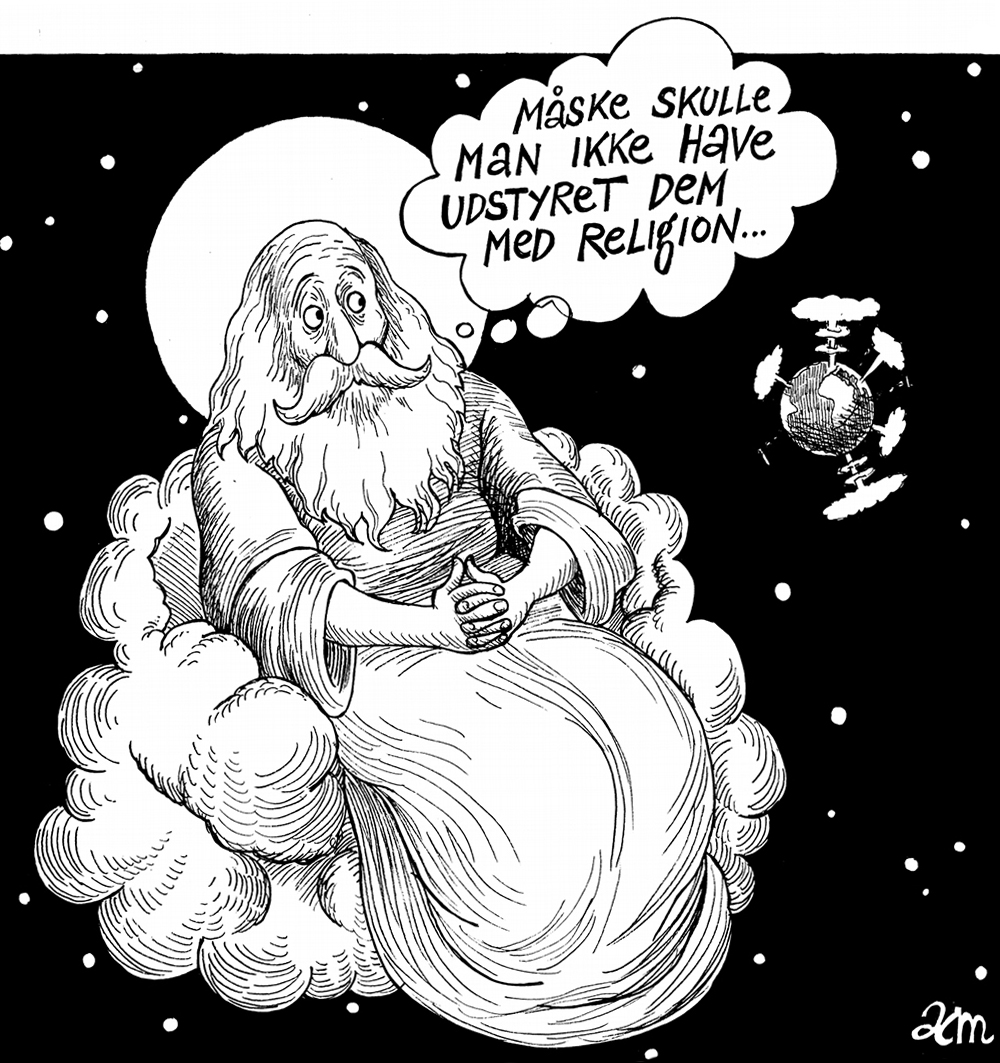 MÅSKE SKULLE
MAN IKKE HAVE
UDSTYRET DEM
MED RELIGION...